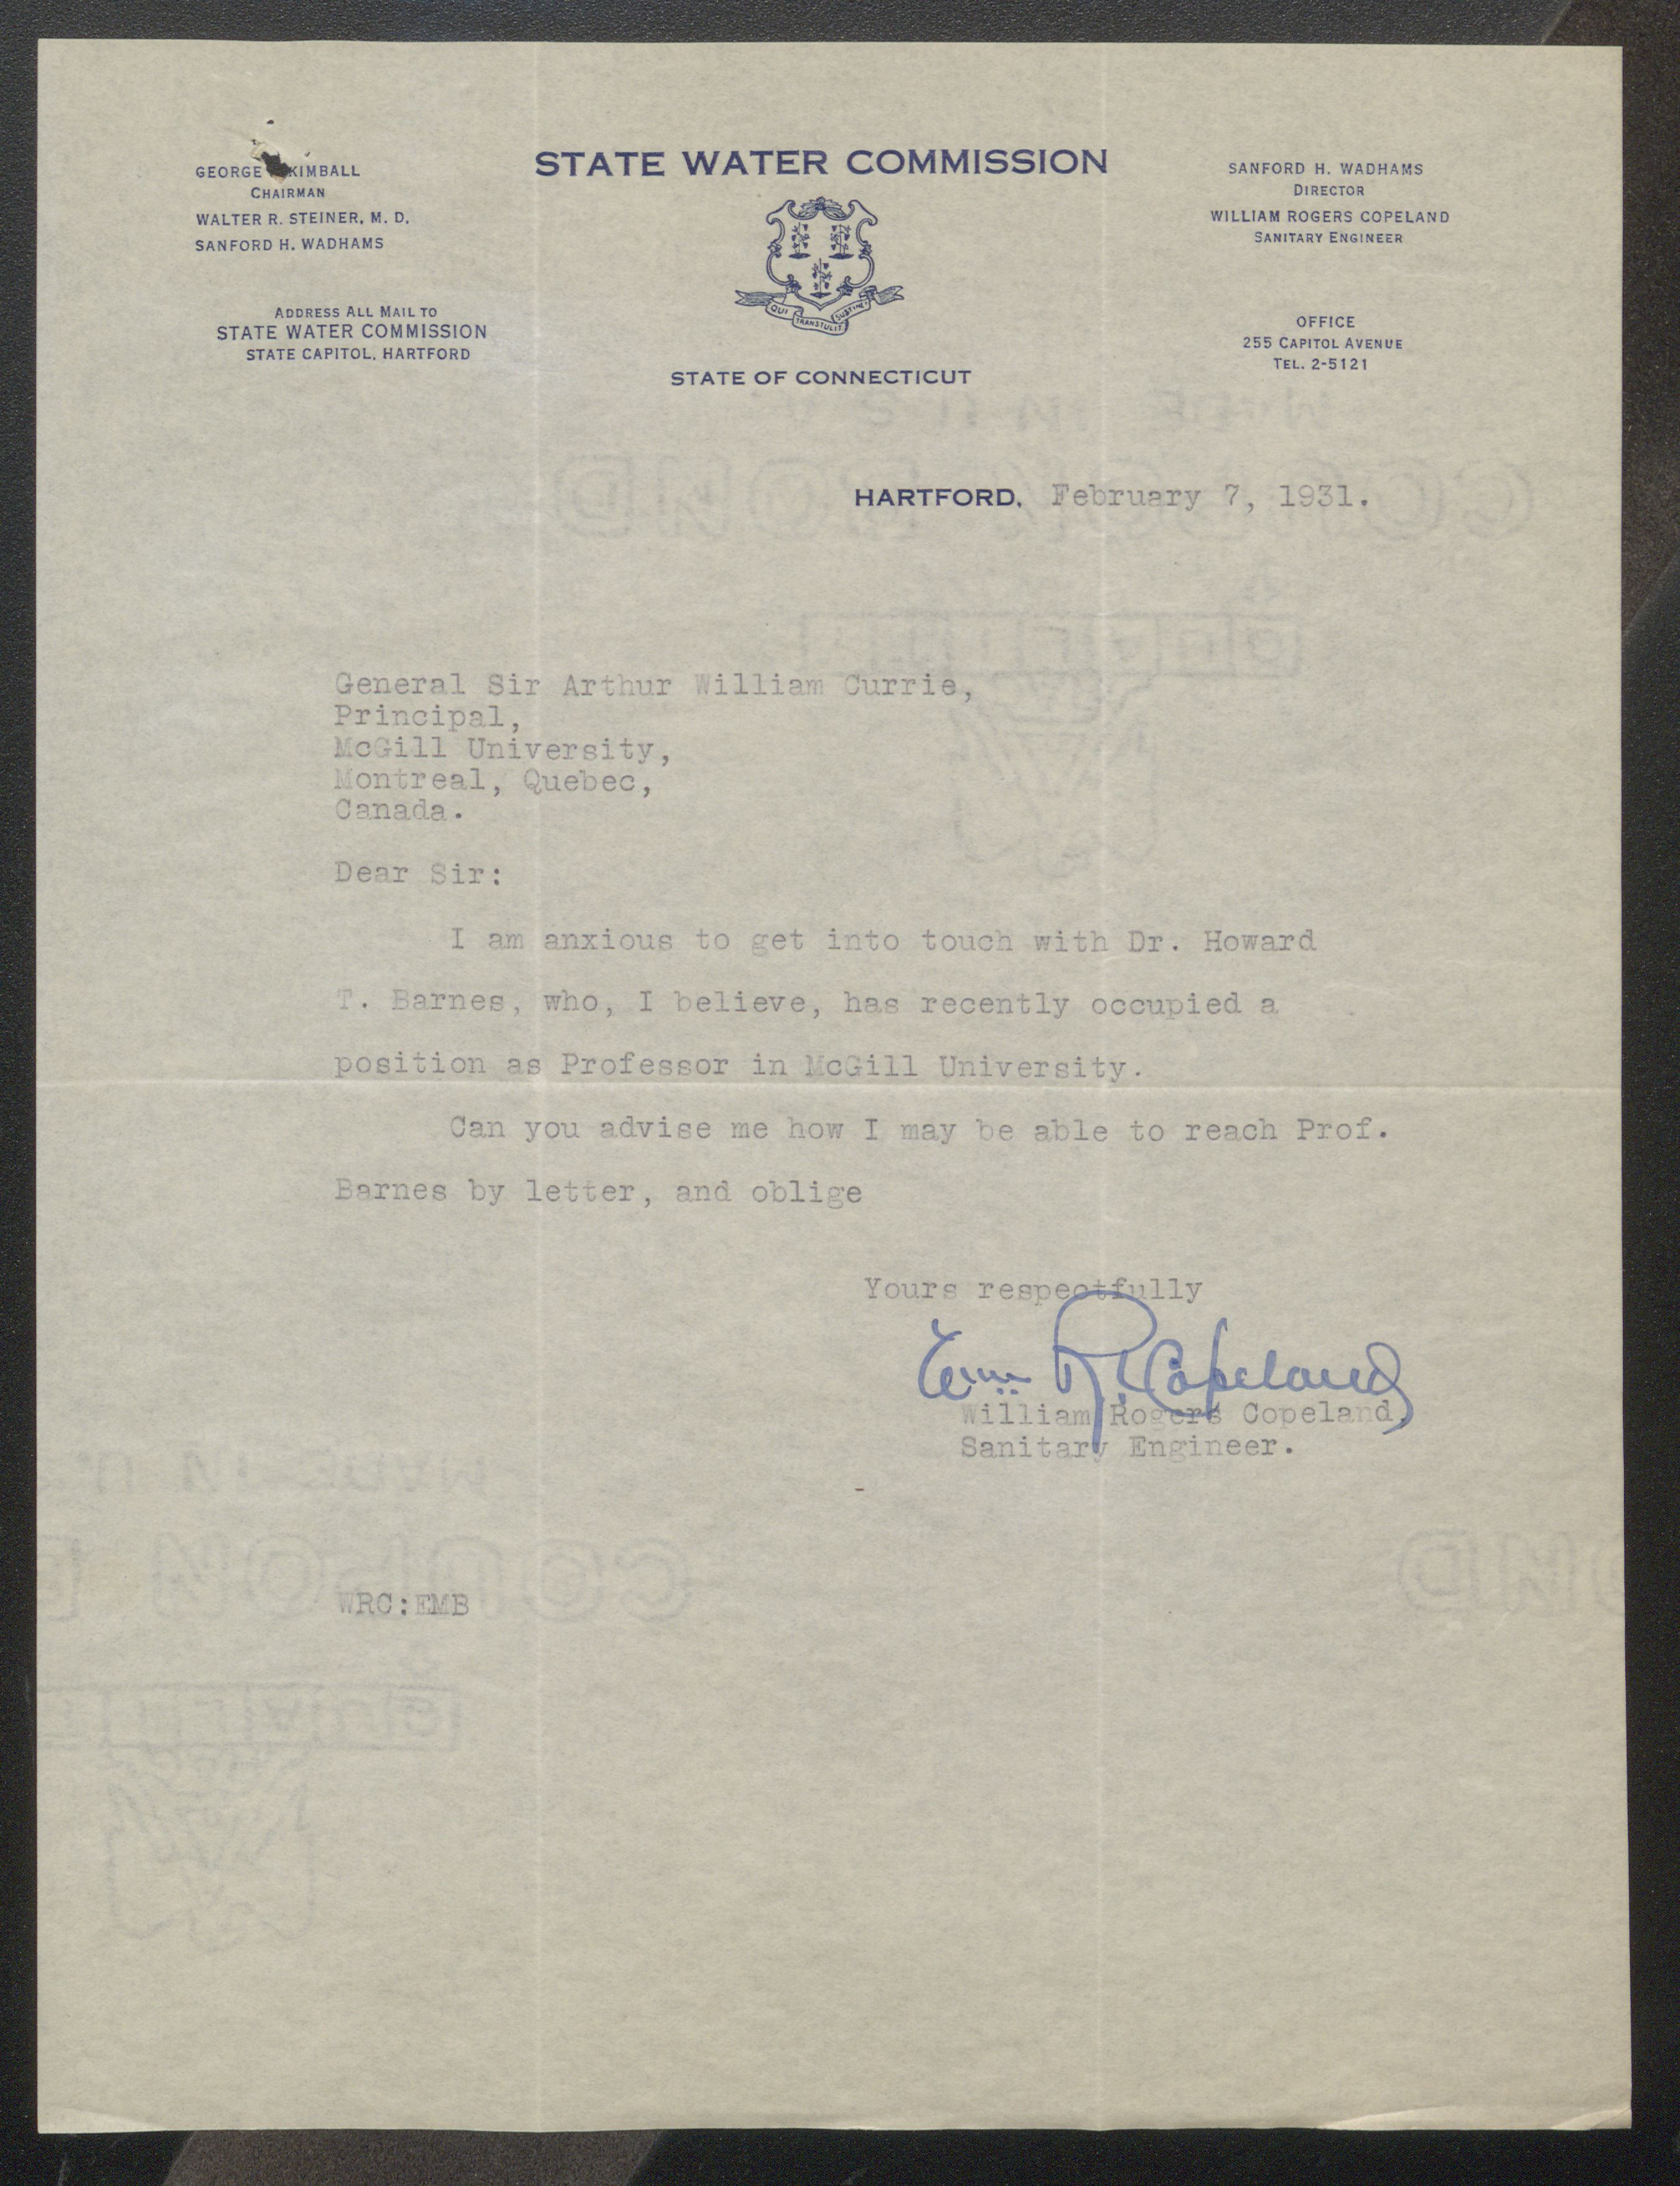 STATE WATER COMMISSION
GEORGE KIMBALL
CHAIRMAN
WALTER R. STEINER, M. D.
SANFORD H. WADHAMS
ADDRESS ALL MAIL TO
STATE WATER COMMISSION
STATE CAPITOL, HARTFORD
QUI TRANSTULIT SUSTINET
STATE OF CONNECTICUT
SANFORD H. WADHAMS
DIRECTOR
WILLIAM ROGERS COPELAND
SANITARY ENGINEER
OFFICE
255 CAPITOL AVENUE
TEL. 2-5121
HARTFORD, February 7, 1931.
General Sir Arthur William Currie,
Principal,
McGill University,
Montreal, Quebec,
Canada.
Dear Sir:
I am anxious to get into touch with Dr. Howard
T. Barnes, who, I believe, has recently occupied a
position as Professor in McGill University.
Can you advise me how I may be able to reach Prof.
Barnes by letter, and oblige
Yours respectfully
Wm R. Copeland
William Rogers Copeland,
Sanitary Engineer.
WRC:EMB